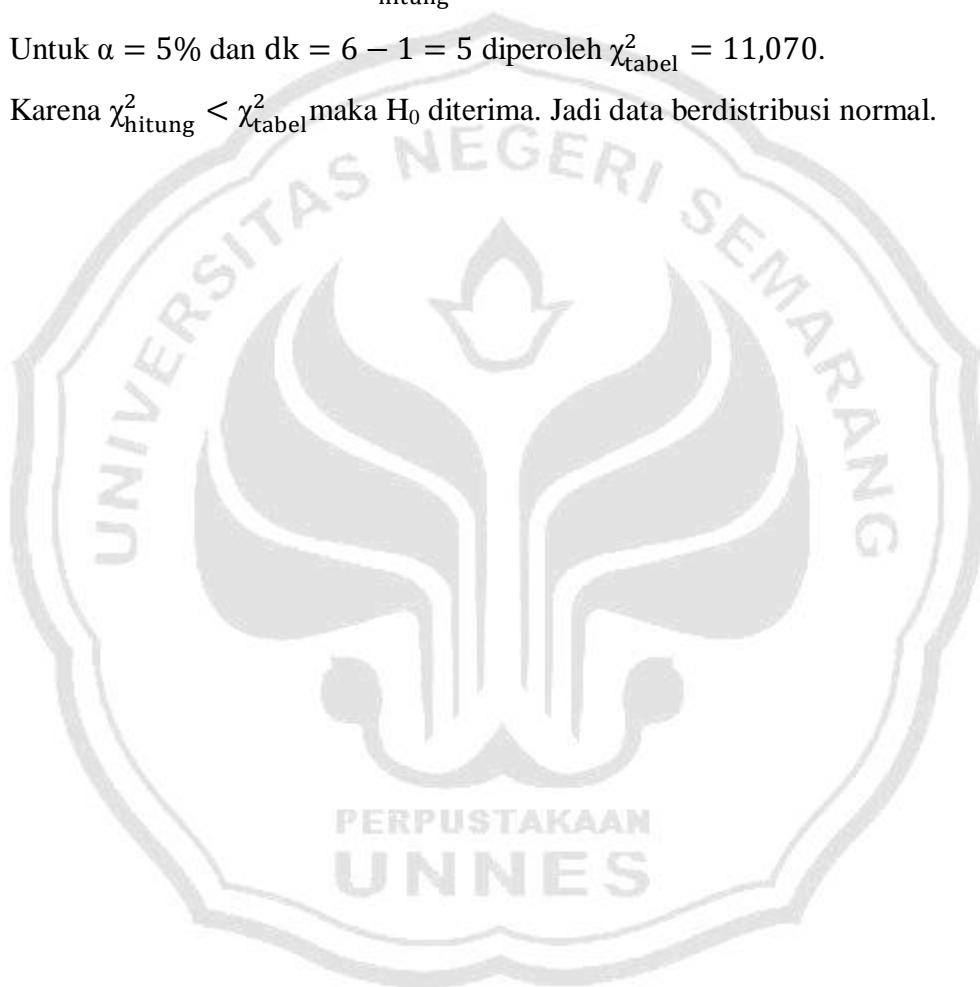 hitung
Untuk α = 5% dan dk = 6 − 1 = 5 diperoleh χ²tabel = 11,070.
Karena χ²hitung < χ²tabel maka H₀ diterima. Jadi data berdistribusi normal.
UNIVERSITAS NEGERI SEMARANG
PERPUSTAKAAN
UNNES